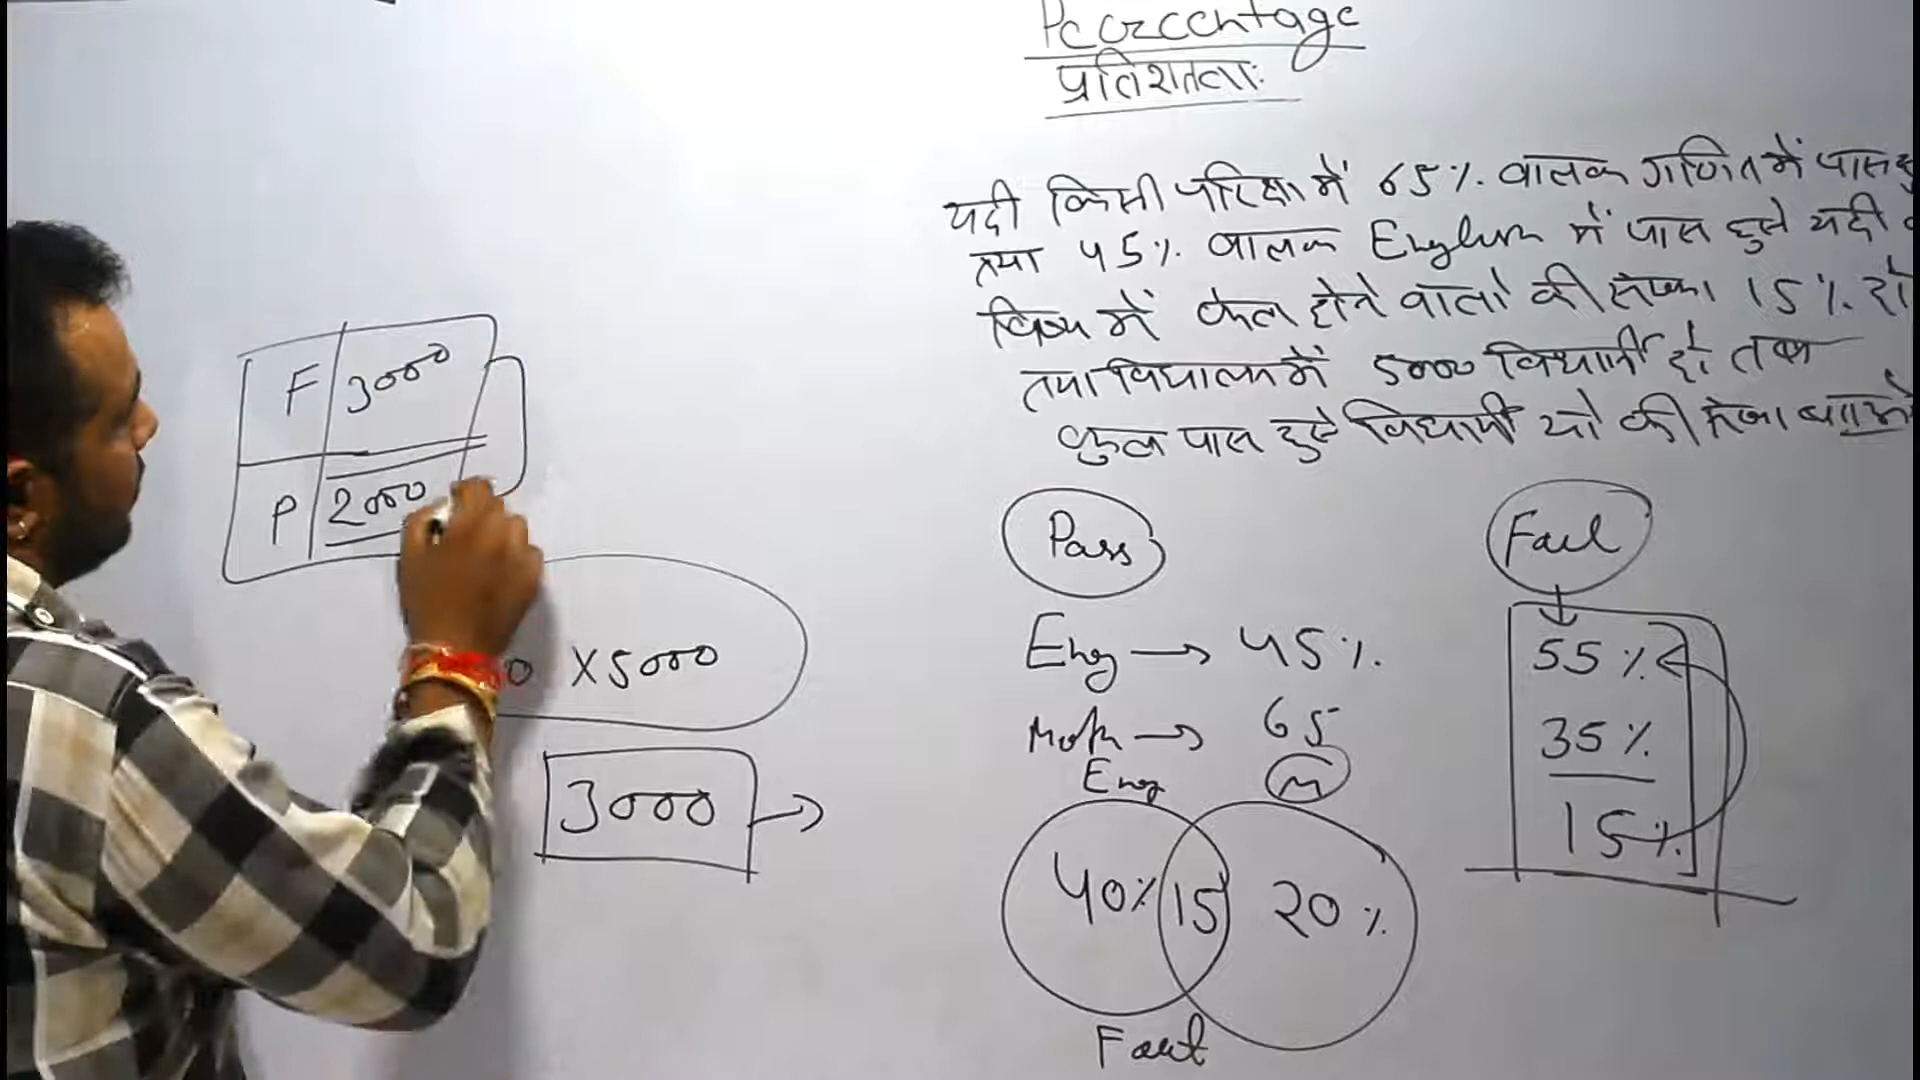 Percentage
प्रतिशतता:
यदी किसी परिक्षा में 65% बालक गणित में पास
तथा 45% बालक English में पास हुसे यदी
विषय में फेल होने वालो की संख्या 15% हो
तथा विद्यालय में 5000 विद्यार्थी हो तब
कुल पास हुसे विद्यार्थी यो की संख्या बताओ
F 3000
P 2000
X 5000
3000 →
Pass
Eng → 45%.
Math → 65
Eng
m
40% 15 20%
Fail
Fail
55%
35%
15%